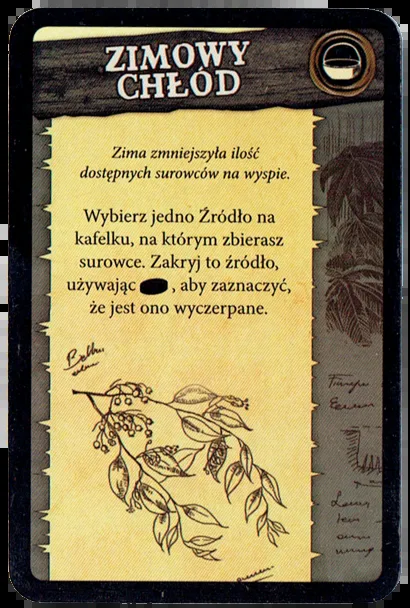 ZIMOWY
CHŁÓD
Zima zmniejszyła ilość
dostępnych surowców na wyspie.
Wybierz jedno Źródło na
kafelku, na którym zbierasz
surowce. Zakryj to źródło,
używając , aby zaznaczyć,
że jest ono wyczerpane.